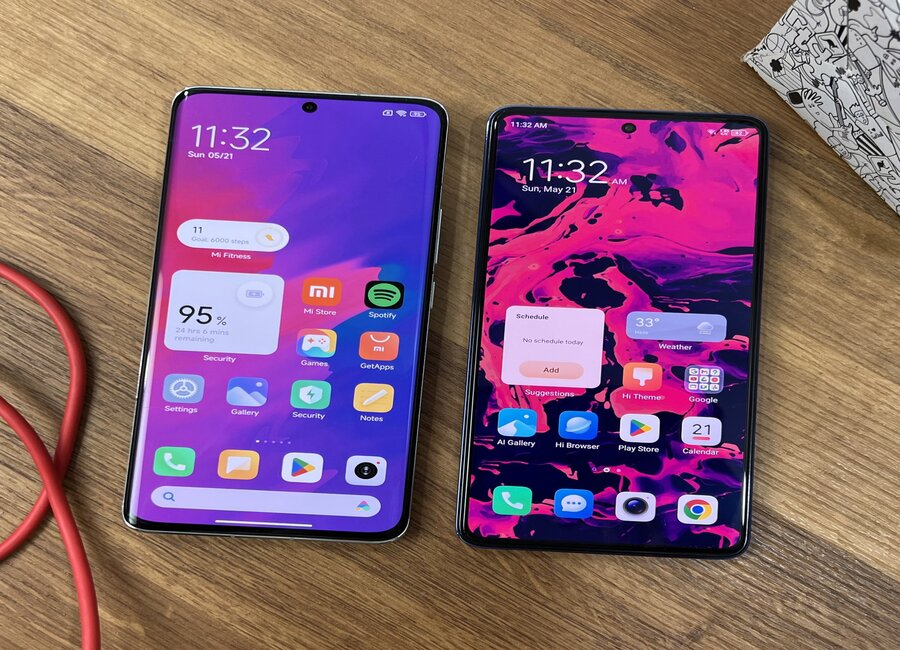 11:32
Sun 05/21
11
Goal: 6000 steps
Mi Fitness
95 %
24 hrs 6 mins
remaining
Security
Mi Store
Spotify
Games
GetApps
Settings
Gallery
Security
Notes
11:32 AM
11:32 AM
Sun, May 21
Schedule
No schedule today
Add
Suggestions
33°
Weather
Hi Theme
Google
AI Gallery
Hi Browser
Play Store
21
Calendar